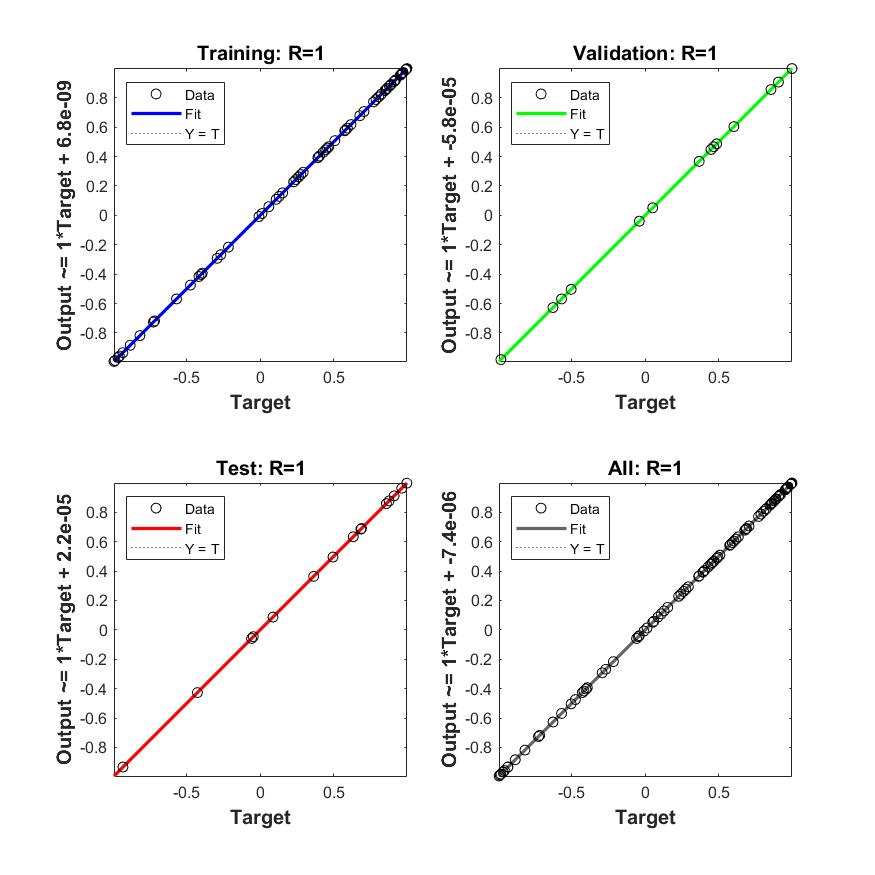 Training: R=1
Output ~= 1*Target + 6.8e-09
0.8
0.6
0.4
0.2
0
-0.2
-0.4
-0.6
-0.8
Data
Fit
Y = T
-0.5 0 0.5
Target
Validation: R=1
Output ~= 1*Target + -5.8e-05
0.8
0.6
0.4
0.2
0
-0.2
-0.4
-0.6
-0.8
Data
Fit
Y = T
-0.5 0 0.5
Target
Test: R=1
Output ~= 1*Target + 2.2e-05
0.8
0.6
0.4
0.2
0
-0.2
-0.4
-0.6
-0.8
Data
Fit
Y = T
-0.5 0 0.5
Target
All: R=1
Output ~= 1*Target + -7.4e-06
0.8
0.6
0.4
0.2
0
-0.2
-0.4
-0.6
-0.8
Data
Fit
Y = T
-0.5 0 0.5
Target